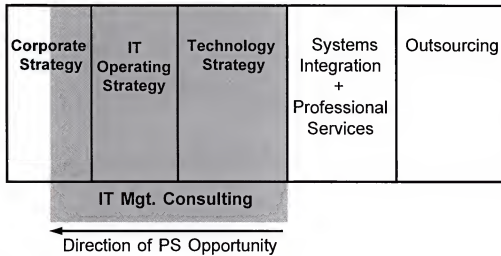 Corporate
Strategy
IT
Operating
Strategy
Technology
Strategy
Systems
Integration
+
Professional
Services
Outsourcing
IT Mgt. Consulting
Direction of PS Opportunity